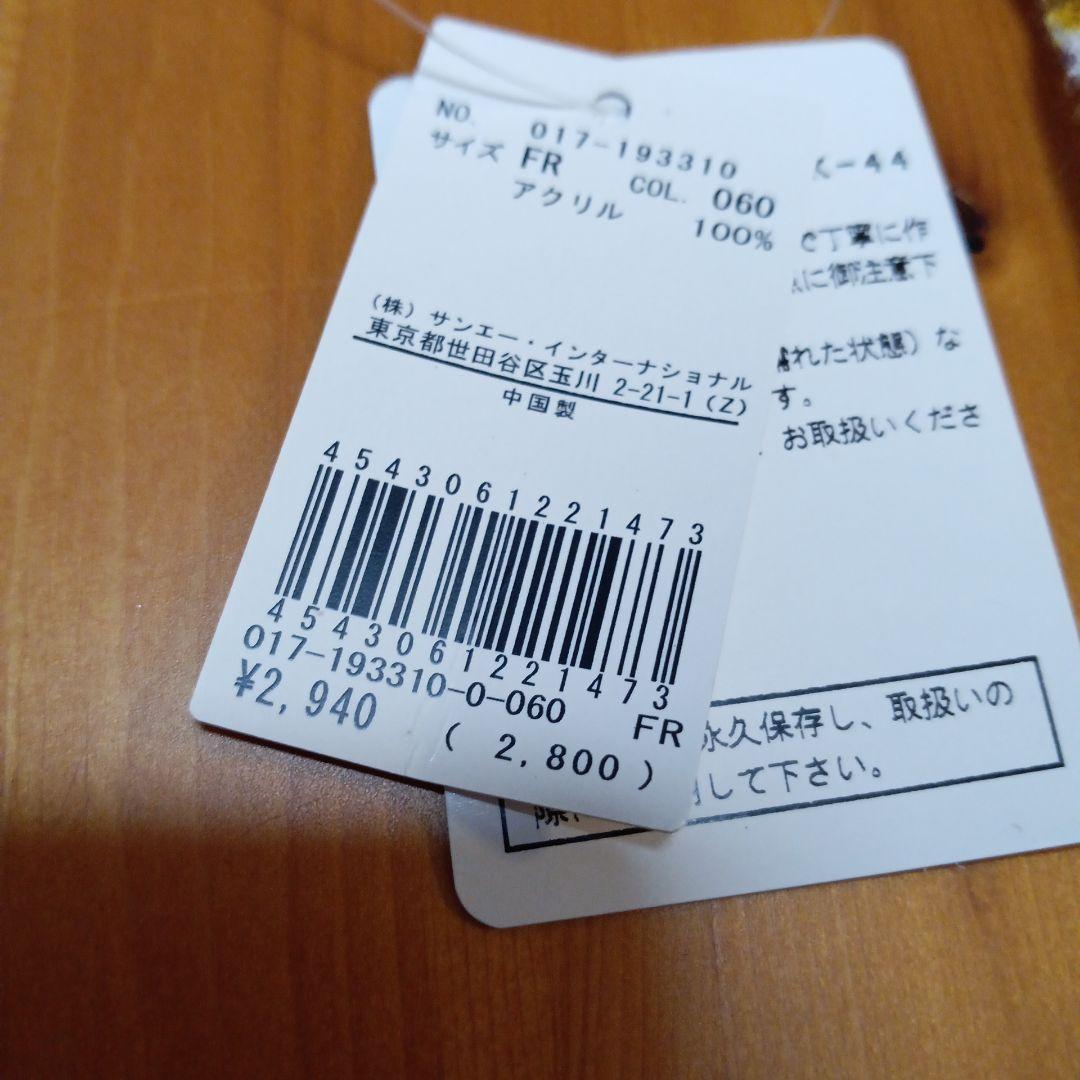 NO. 017-193310
サイズ FR COL. 060
アクリル 100%
(株) サンエー・インターナショナル
東京都世田谷区玉川 2-21-1 (Z)
中国製
4543061221473
4543061221473
017-193310-0-060 FR
¥2,940 ( 2,800 )
-44
丁寧に作
に御注意下
れた状態) な
す。
お取扱いくださ
永久保存し、取扱いの
して下さい。